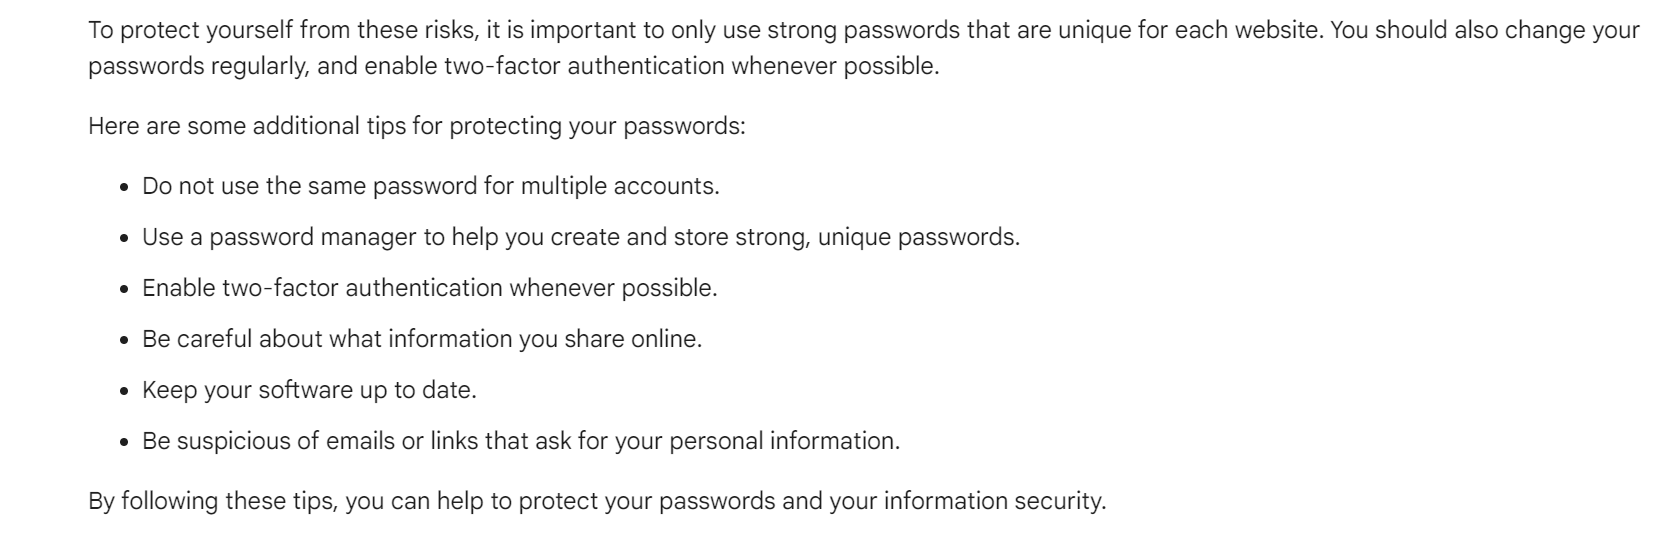 To protect yourself from these risks, it is important to only use strong passwords that are unique for each website. You should also change your
passwords regularly, and enable two-factor authentication whenever possible.
Here are some additional tips for protecting your passwords:
• Do not use the same password for multiple accounts.
• Use a password manager to help you create and store strong, unique passwords.
• Enable two-factor authentication whenever possible.
• Be careful about what information you share online.
• Keep your software up to date.
• Be suspicious of emails or links that ask for your personal information.
By following these tips, you can help to protect your passwords and your information security.